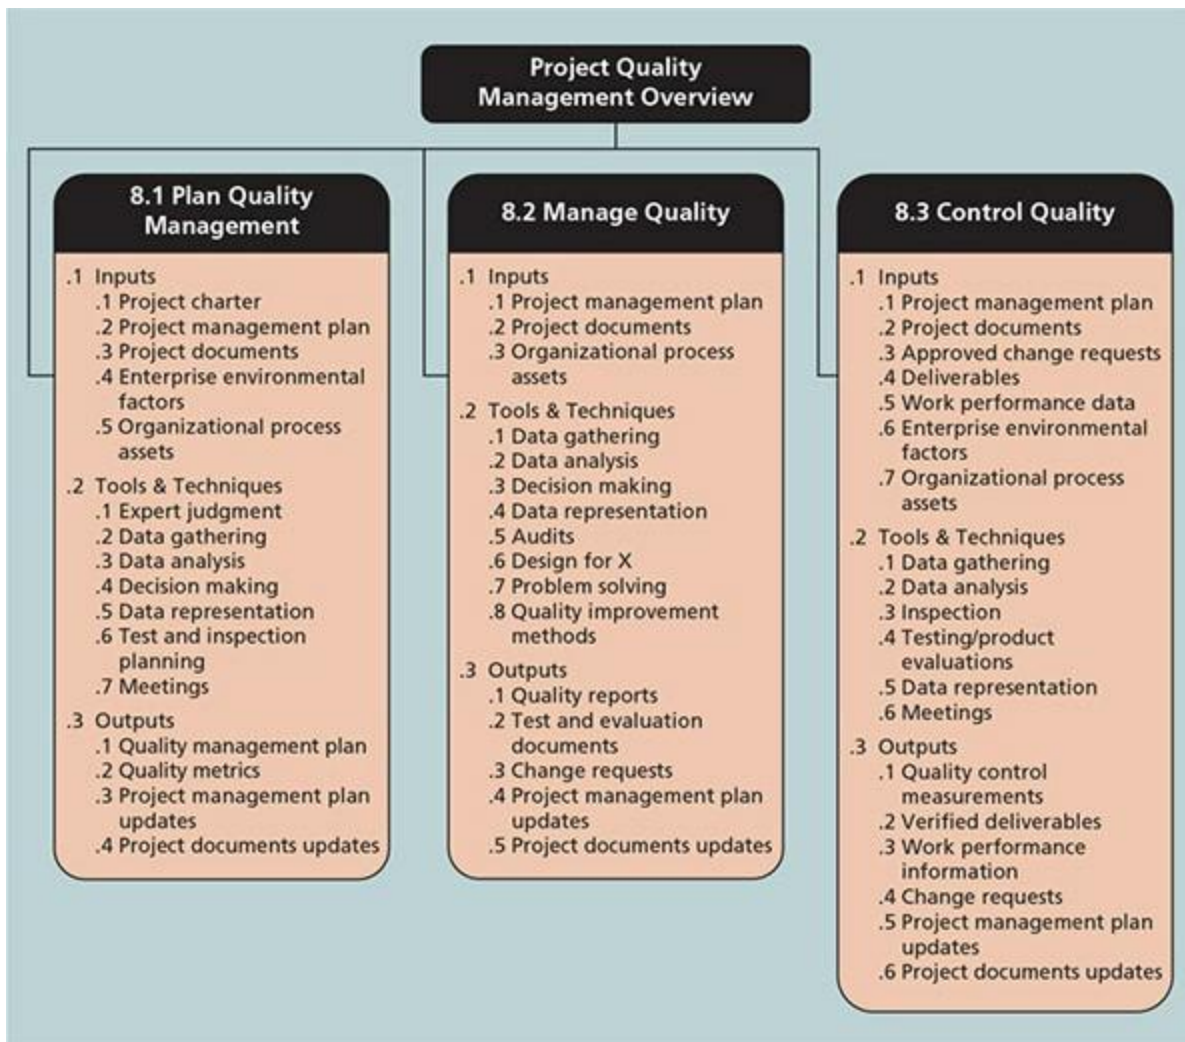 Project Quality
Management Overview
8.1 Plan Quality
Management
.1 Inputs
.1 Project charter
.2 Project management plan
.3 Project documents
.4 Enterprise environmental
factors
.5 Organizational process
assets
.2 Tools & Techniques
.1 Expert judgment
.2 Data gathering
.3 Data analysis
.4 Decision making
.5 Data representation
.6 Test and inspection
planning
.7 Meetings
.3 Outputs
.1 Quality management plan
.2 Quality metrics
.3 Project management plan
updates
.4 Project documents updates
8.2 Manage Quality
.1 Inputs
.1 Project management plan
.2 Project documents
.3 Organizational process
assets
.2 Tools & Techniques
.1 Data gathering
.2 Data analysis
.3 Decision making
.4 Data representation
.5 Audits
.6 Design for X
.7 Problem solving
.8 Quality improvement
methods
.3 Outputs
.1 Quality reports
.2 Test and evaluation
documents
.3 Change requests
.4 Project management plan
updates
.5 Project documents updates
8.3 Control Quality
.1 Inputs
.1 Project management plan
.2 Project documents
.3 Approved change requests
.4 Deliverables
.5 Work performance data
.6 Enterprise environmental
factors
.7 Organizational process
assets
.2 Tools & Techniques
.1 Data gathering
.2 Data analysis
.3 Inspection
.4 Testing/product
evaluations
.5 Data representation
.6 Meetings
.3 Outputs
.1 Quality control
measurements
.2 Verified deliverables
.3 Work performance
information
.4 Change requests
.5 Project management plan
updates
.6 Project documents updates